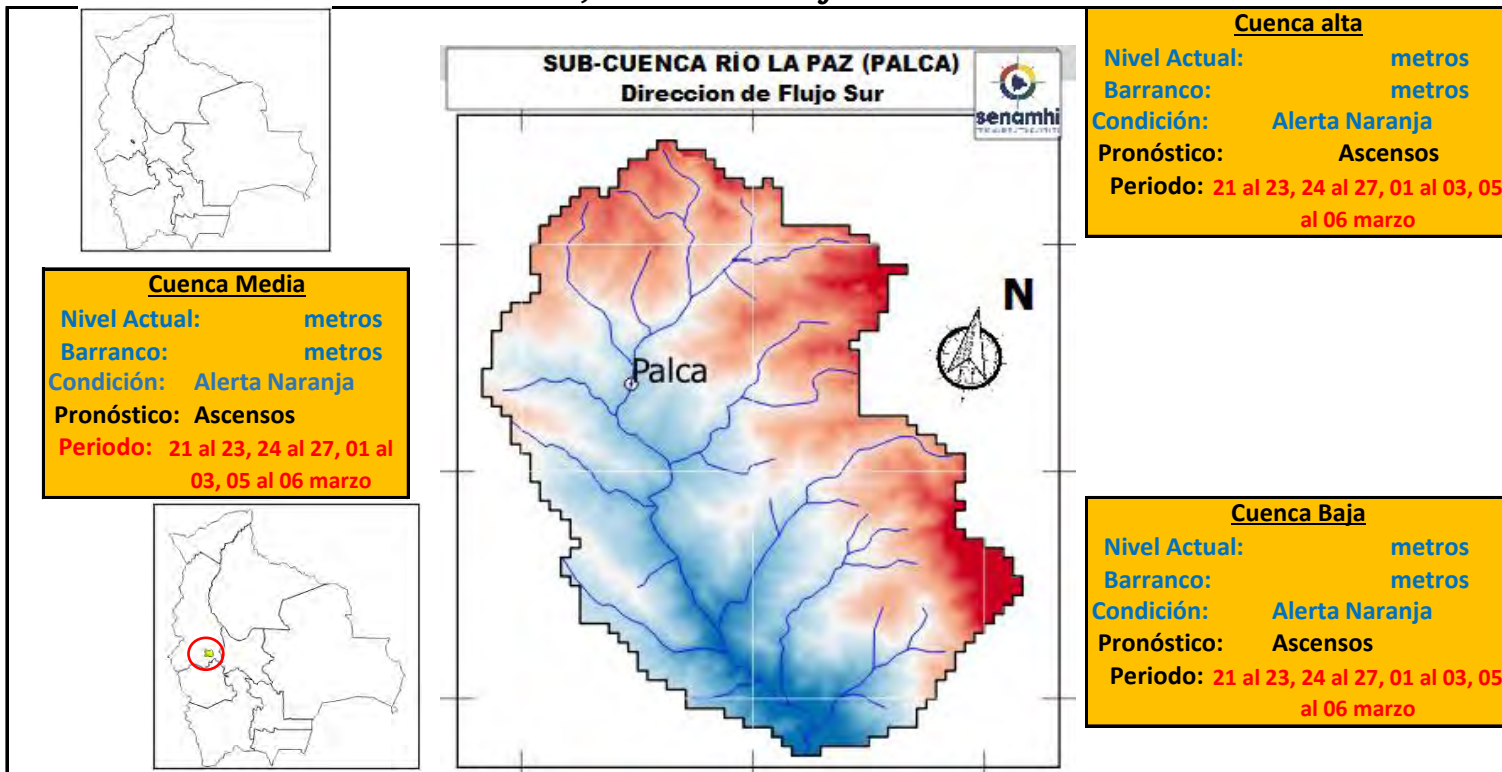 SUB-CUENCA RÍO LA PAZ (PALCA)
Direccion de Flujo Sur
senamhi
Palca
N
Cuenca alta
Nivel Actual: metros
Barranco: metros
Condición: Alerta Naranja
Pronóstico: Ascensos
Periodo: 21 al 23, 24 al 27, 01 al 03, 05
al 06 marzo
Cuenca Media
Nivel Actual: metros
Barranco: metros
Condición: Alerta Naranja
Pronóstico: Ascensos
Periodo: 21 al 23, 24 al 27, 01 al
03, 05 al 06 marzo
Cuenca Baja
Nivel Actual: metros
Barranco: metros
Condición: Alerta Naranja
Pronóstico: Ascensos
Periodo: 21 al 23, 24 al 27, 01 al 03, 05
al 06 marzo